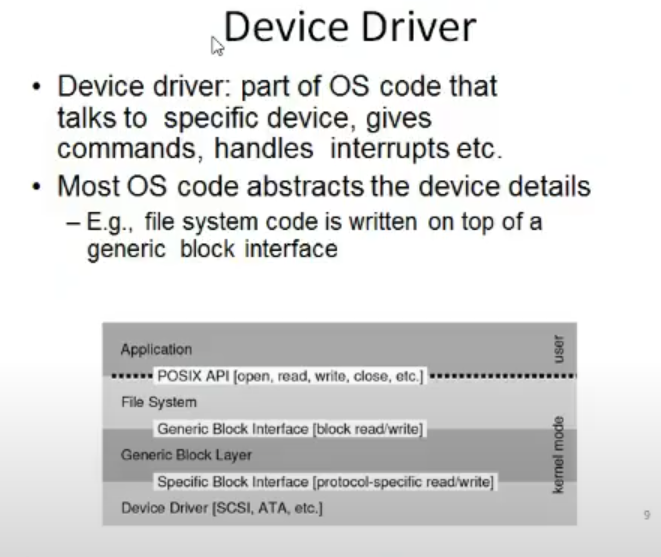 Device Driver
• Device driver: part of OS code that
talks to specific device, gives
commands, handles interrupts etc.
• Most OS code abstracts the device details
– E.g., file system code is written on top of a
generic block interface
Application
user
POSIX API [open, read, write, close, etc.]
File System
Generic Block Interface [block read/write]
Generic Block Layer
kernel mode
Specific Block Interface [protocol-specific read/write]
Device Driver [SCSI, ATA, etc.]
9